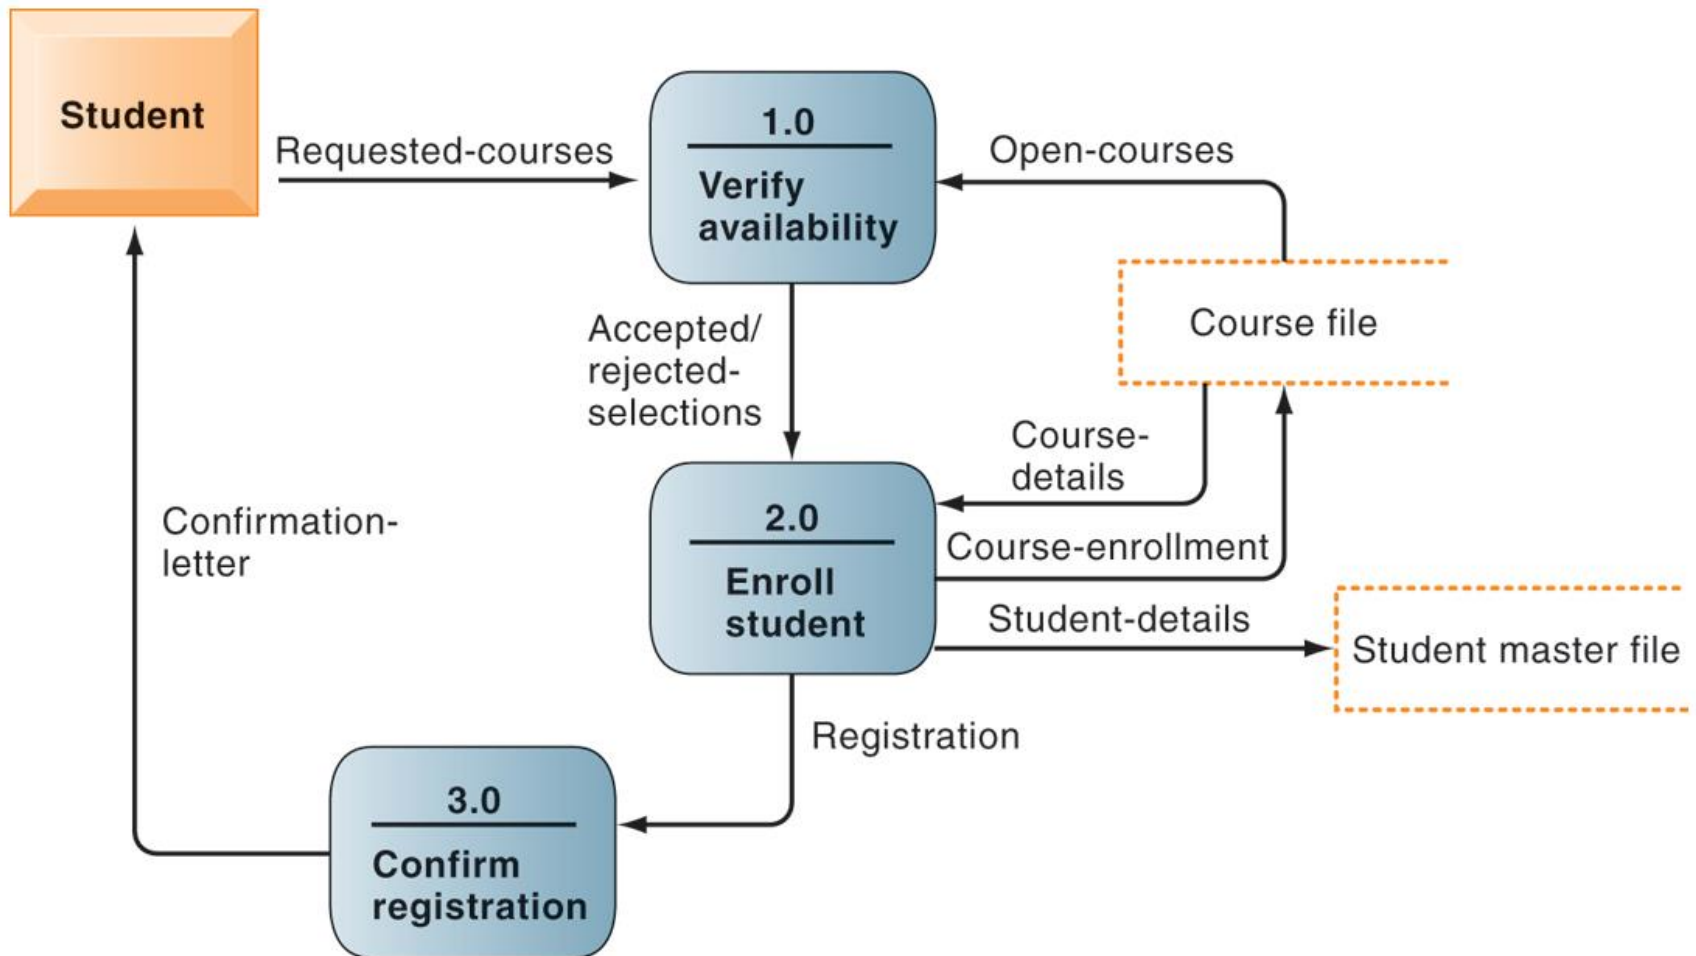 Student
Requested-courses
1.0
Verify
availability
Open-courses
Course file
Accepted/
rejected-
selections
Course-
details
2.0
Enroll
student
Course-enrollment
Student-details
Student master file
Confirmation-
letter
Registration
3.0
Confirm
registration